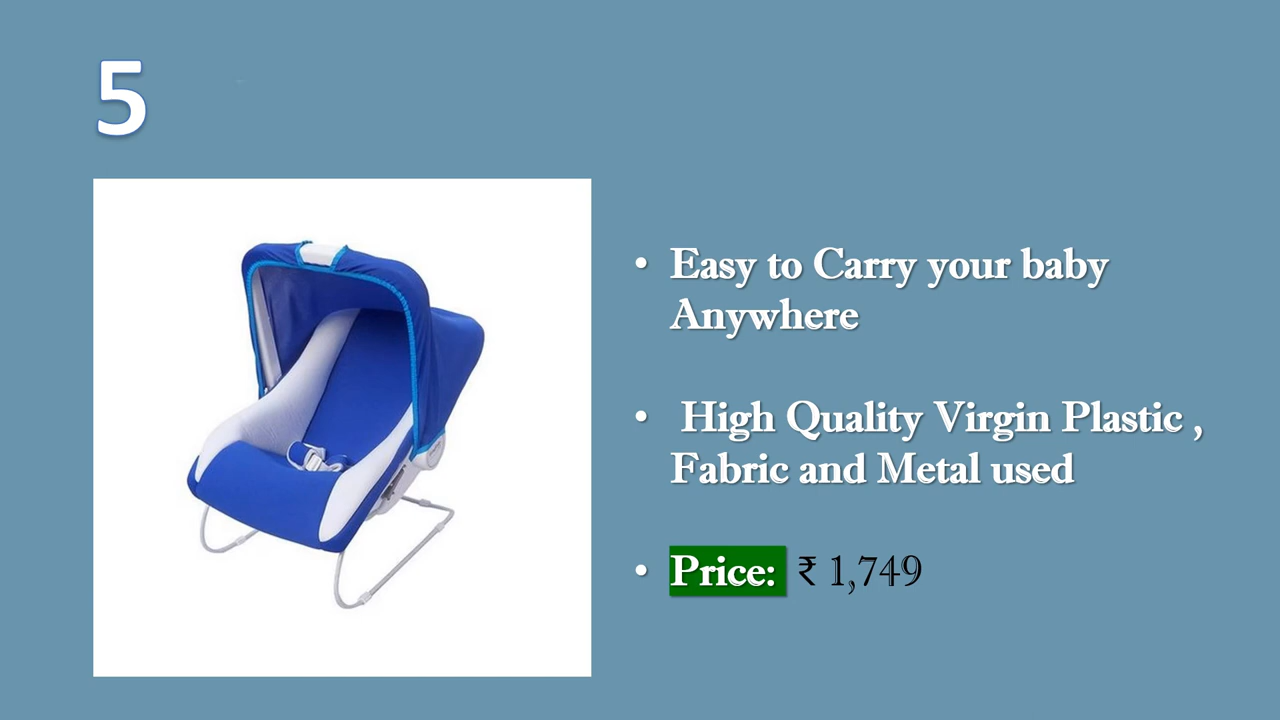 5
• Easy to Carry your baby
Anywhere
• High Quality Virgin Plastic ,
Fabric and Metal used
• Price: ₹ 1,749